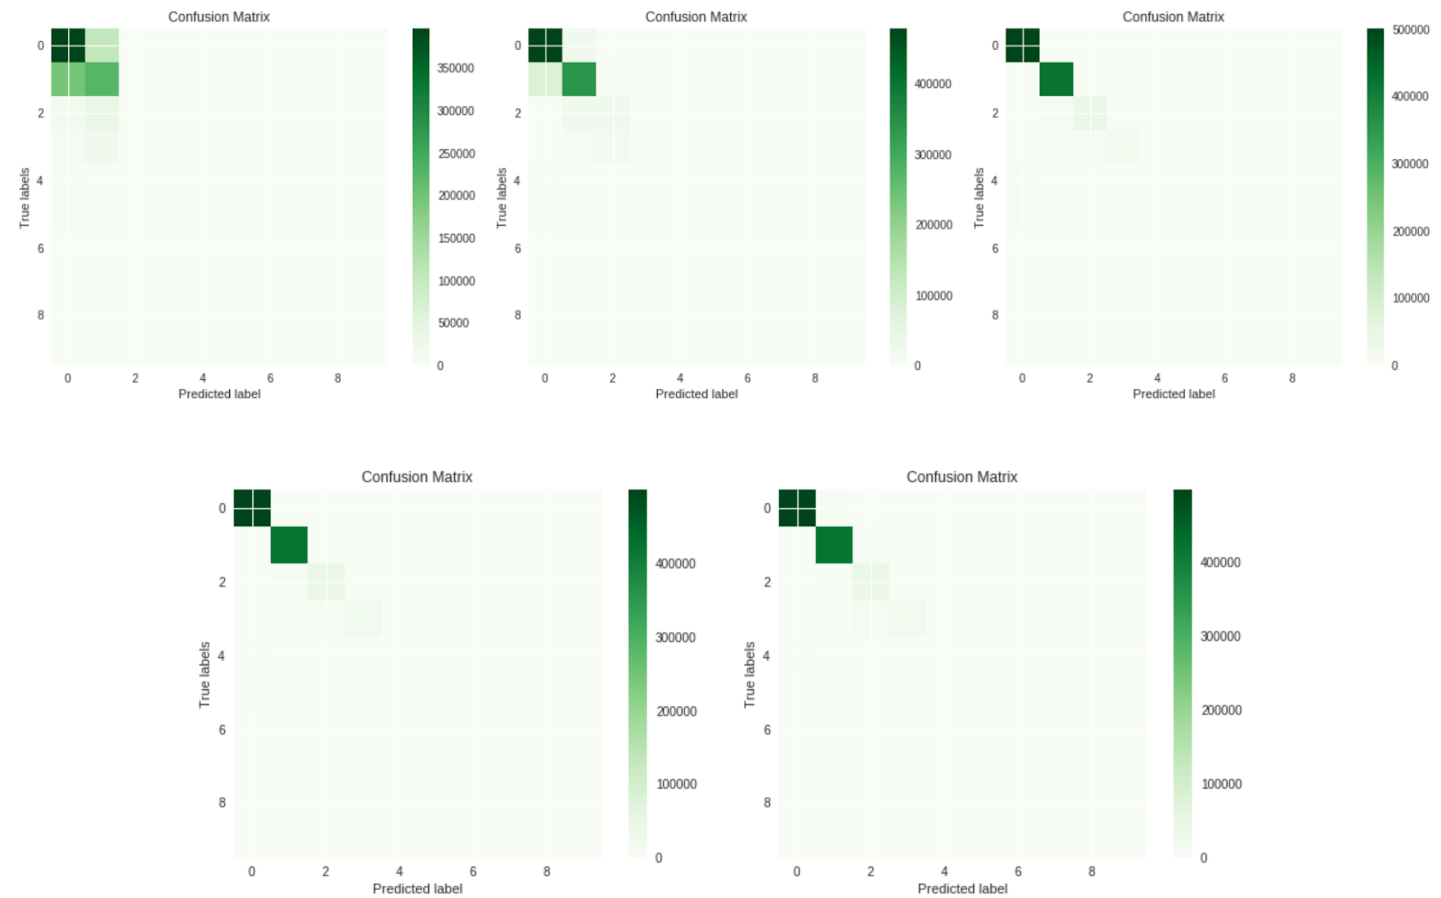 Confusion Matrix
0
2
4
6
8
True labels
0 2 4 6 8
Predicted label
350000
300000
250000
200000
150000
100000
50000
0
Confusion Matrix
0
2
4
6
8
True labels
0 2 4 6 8
Predicted label
400000
300000
200000
100000
0
Confusion Matrix
0
2
4
6
8
True labels
0 2 4 6 8
Predicted label
500000
400000
300000
200000
100000
0
Confusion Matrix
0
2
4
6
8
True labels
0 2 4 6 8
Predicted label
400000
300000
200000
100000
0
Confusion Matrix
0
2
4
6
8
True labels
0 2 4 6 8
Predicted label
400000
300000
200000
100000
0